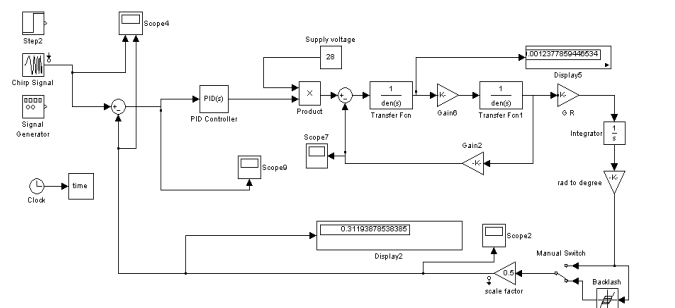 Step2
Scope4
Chirp Signal
Signal
Generator
Clock
time
PID(s)
PID Controller
Supply voltage
28
×
Product
Scope9
Scope7
1
den(s)
Transfer Fcn
-K-
Gain6
1
den(s)
Transfer Fcn1
.0012377859446534
Display5
K-
G R
Integrator
1
s
-K-
Gain2
-K-
rad to degree
0.31193878538385
Display2
Scope2
0.5
scale factor
Manual Switch
Backlash